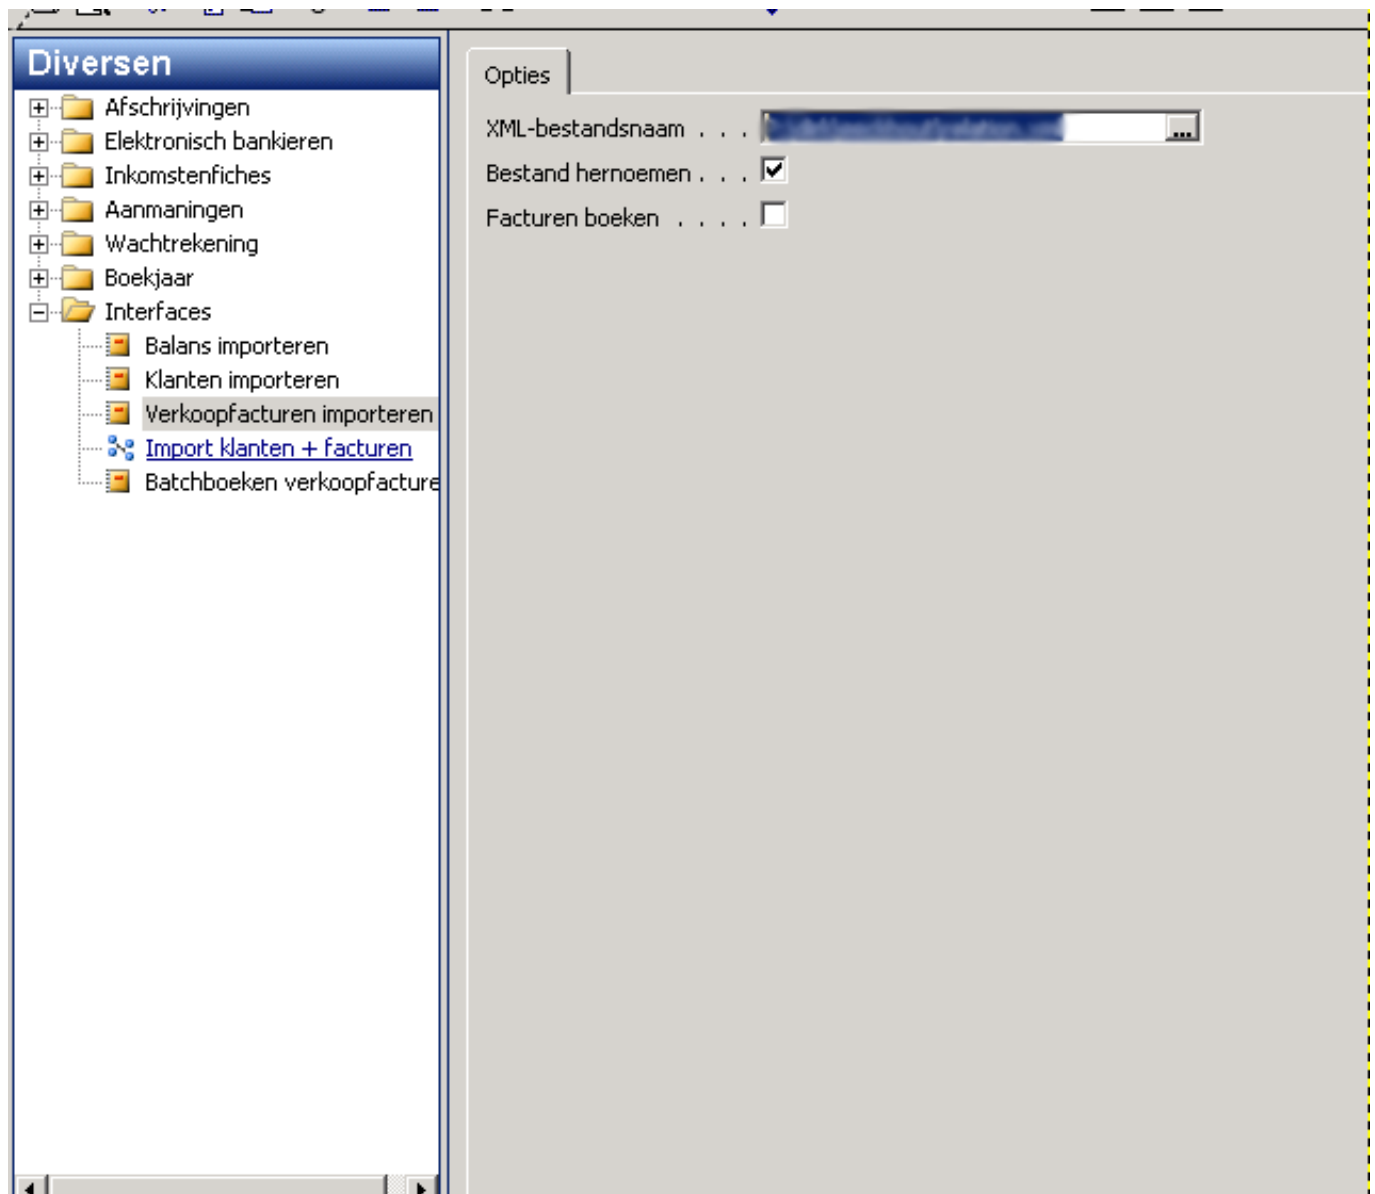 Diversen
Afschrijvingen
Elektronisch bankieren
Inkomstenfiches
Aanmaningen
Wachtrekening
Boekjaar
Interfaces
Balans importeren
Klanten importeren
Verkoopfacturen importeren
Import klanten + facturen
Batchboeken verkoopfacture
Opties
XML-bestandsnaam . . . ...
Bestand hernoemen . . .
Facturen boeken . . . .